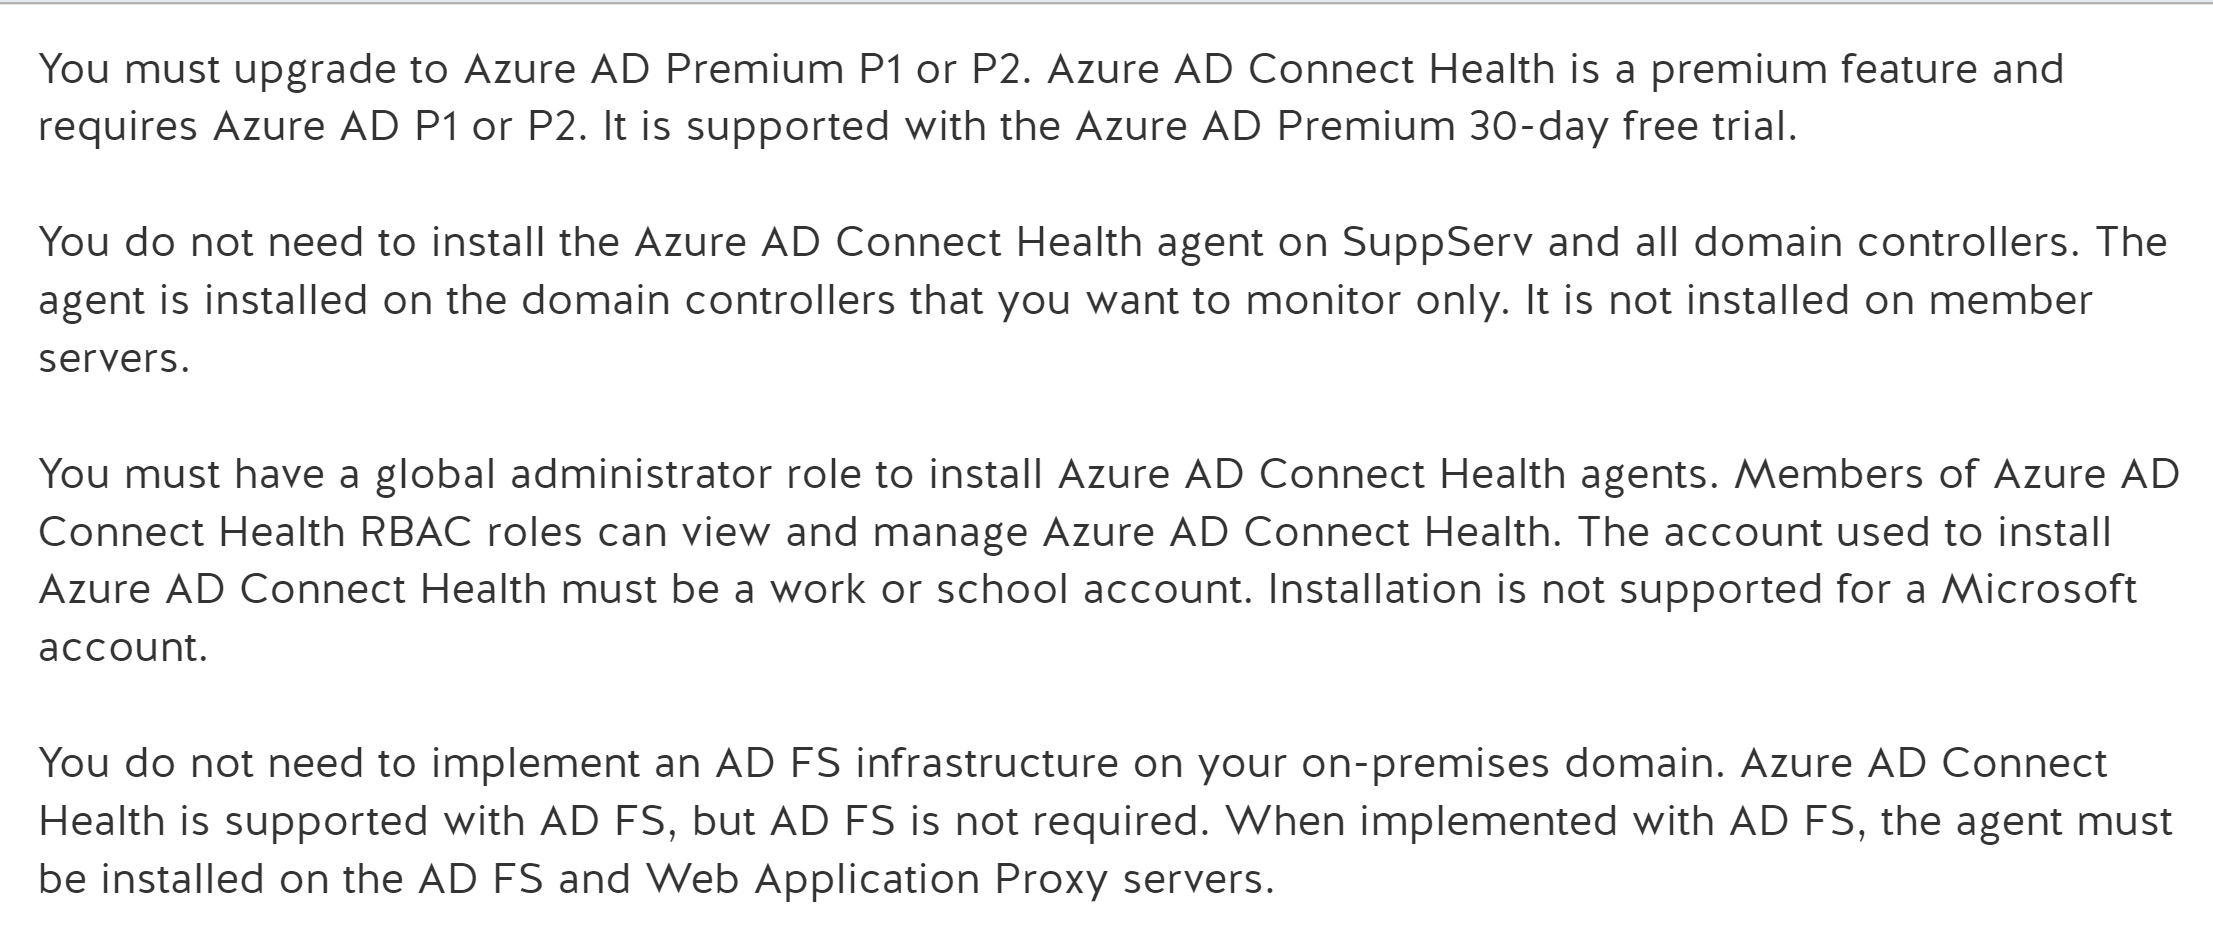 You must upgrade to Azure AD Premium P1 or P2. Azure AD Connect Health is a premium feature and
requires Azure AD P1 or P2. It is supported with the Azure AD Premium 30-day free trial.
You do not need to install the Azure AD Connect Health agent on SuppServ and all domain controllers. The
agent is installed on the domain controllers that you want to monitor only. It is not installed on member
servers.
You must have a global administrator role to install Azure AD Connect Health agents. Members of Azure AD
Connect Health RBAC roles can view and manage Azure AD Connect Health. The account used to install
Azure AD Connect Health must be a work or school account. Installation is not supported for a Microsoft
account.
You do not need to implement an AD FS infrastructure on your on-premises domain. Azure AD Connect
Health is supported with AD FS, but AD FS is not required. When implemented with AD FS, the agent must
be installed on the AD FS and Web Application Proxy servers.